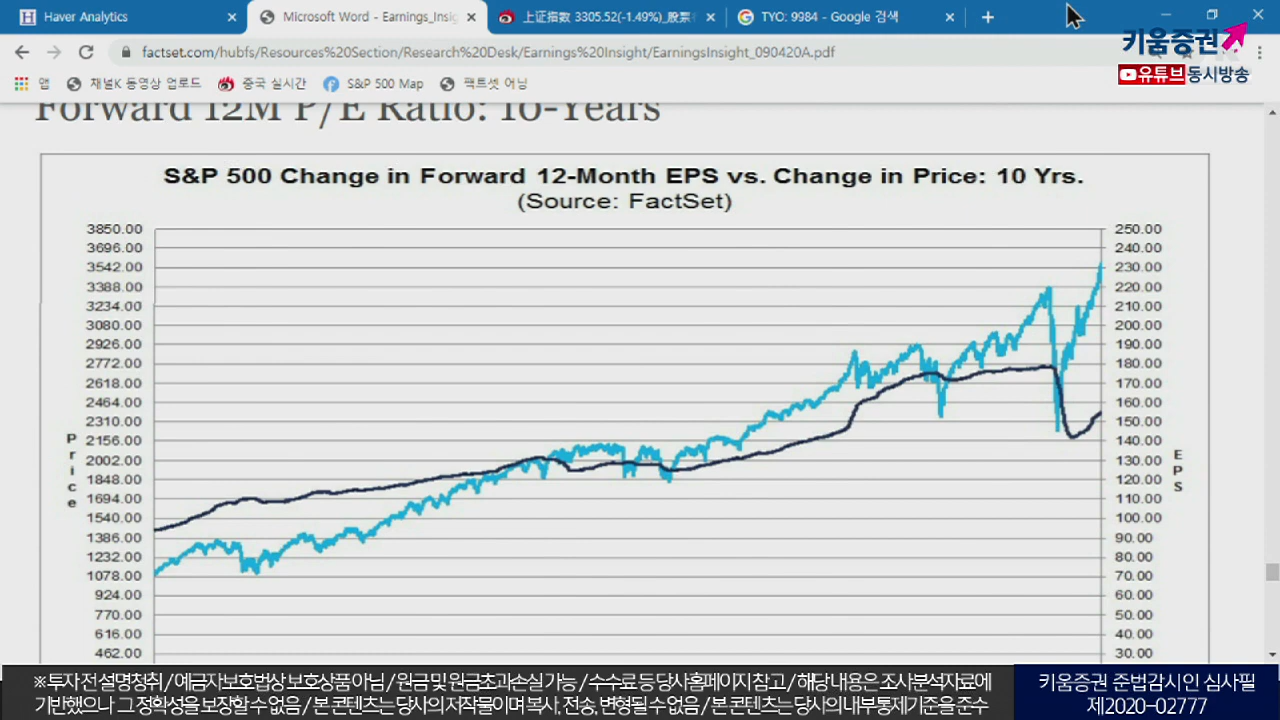 Haver Analytics
Microsoft Word - Earnings_Insig
上证指数 3305.52(-1.49%)_股票
TYO: 9984 - Google 검색
factset.com/hubfs/Resources%20Section/Research%20Desk/Earnings%20Insight/EarningsInsight_090420A.pdf
키움증권
유튜브동시방송
앱 채널K 동영상 업로드 중국 실시간 S&P 500 Map 팩트셋 어닝
Forward 12M P/E Ratio: 10-Years
S&P 500 Change in Forward 12-Month EPS vs. Change in Price: 10 Yrs.
(Source: FactSet)
3850.00 250.00
3696.00 240.00
3542.00 230.00
3388.00 220.00
3234.00 210.00
3080.00 200.00
2926.00 190.00
2772.00 180.00
2618.00 170.00
2464.00 160.00
2310.00 150.00
2156.00 140.00
2002.00 130.00
1848.00 120.00
1694.00 110.00
1540.00 100.00
1386.00 90.00
1232.00 80.00
1078.00 70.00
924.00 60.00
770.00 50.00
616.00 40.00
462.00 30.00
Price
EPS
※ 투자 전 설명청취 / 예금자보호법상 보호상품 아님 / 원금 및 원금초과손실 가능 / 수수료 등 당사 홈페이지 참고 / 해당 내용은 조사분석자료에
기반했으나 그 정확성을 보장할 수 없음 / 본 콘텐츠는 당사의 저작물이며 복사, 전송, 변형될 수 없음 / 본 콘텐츠는 당사의 내부통제기준을 준수
키움증권 준법감시인 심사필
제2020-02777